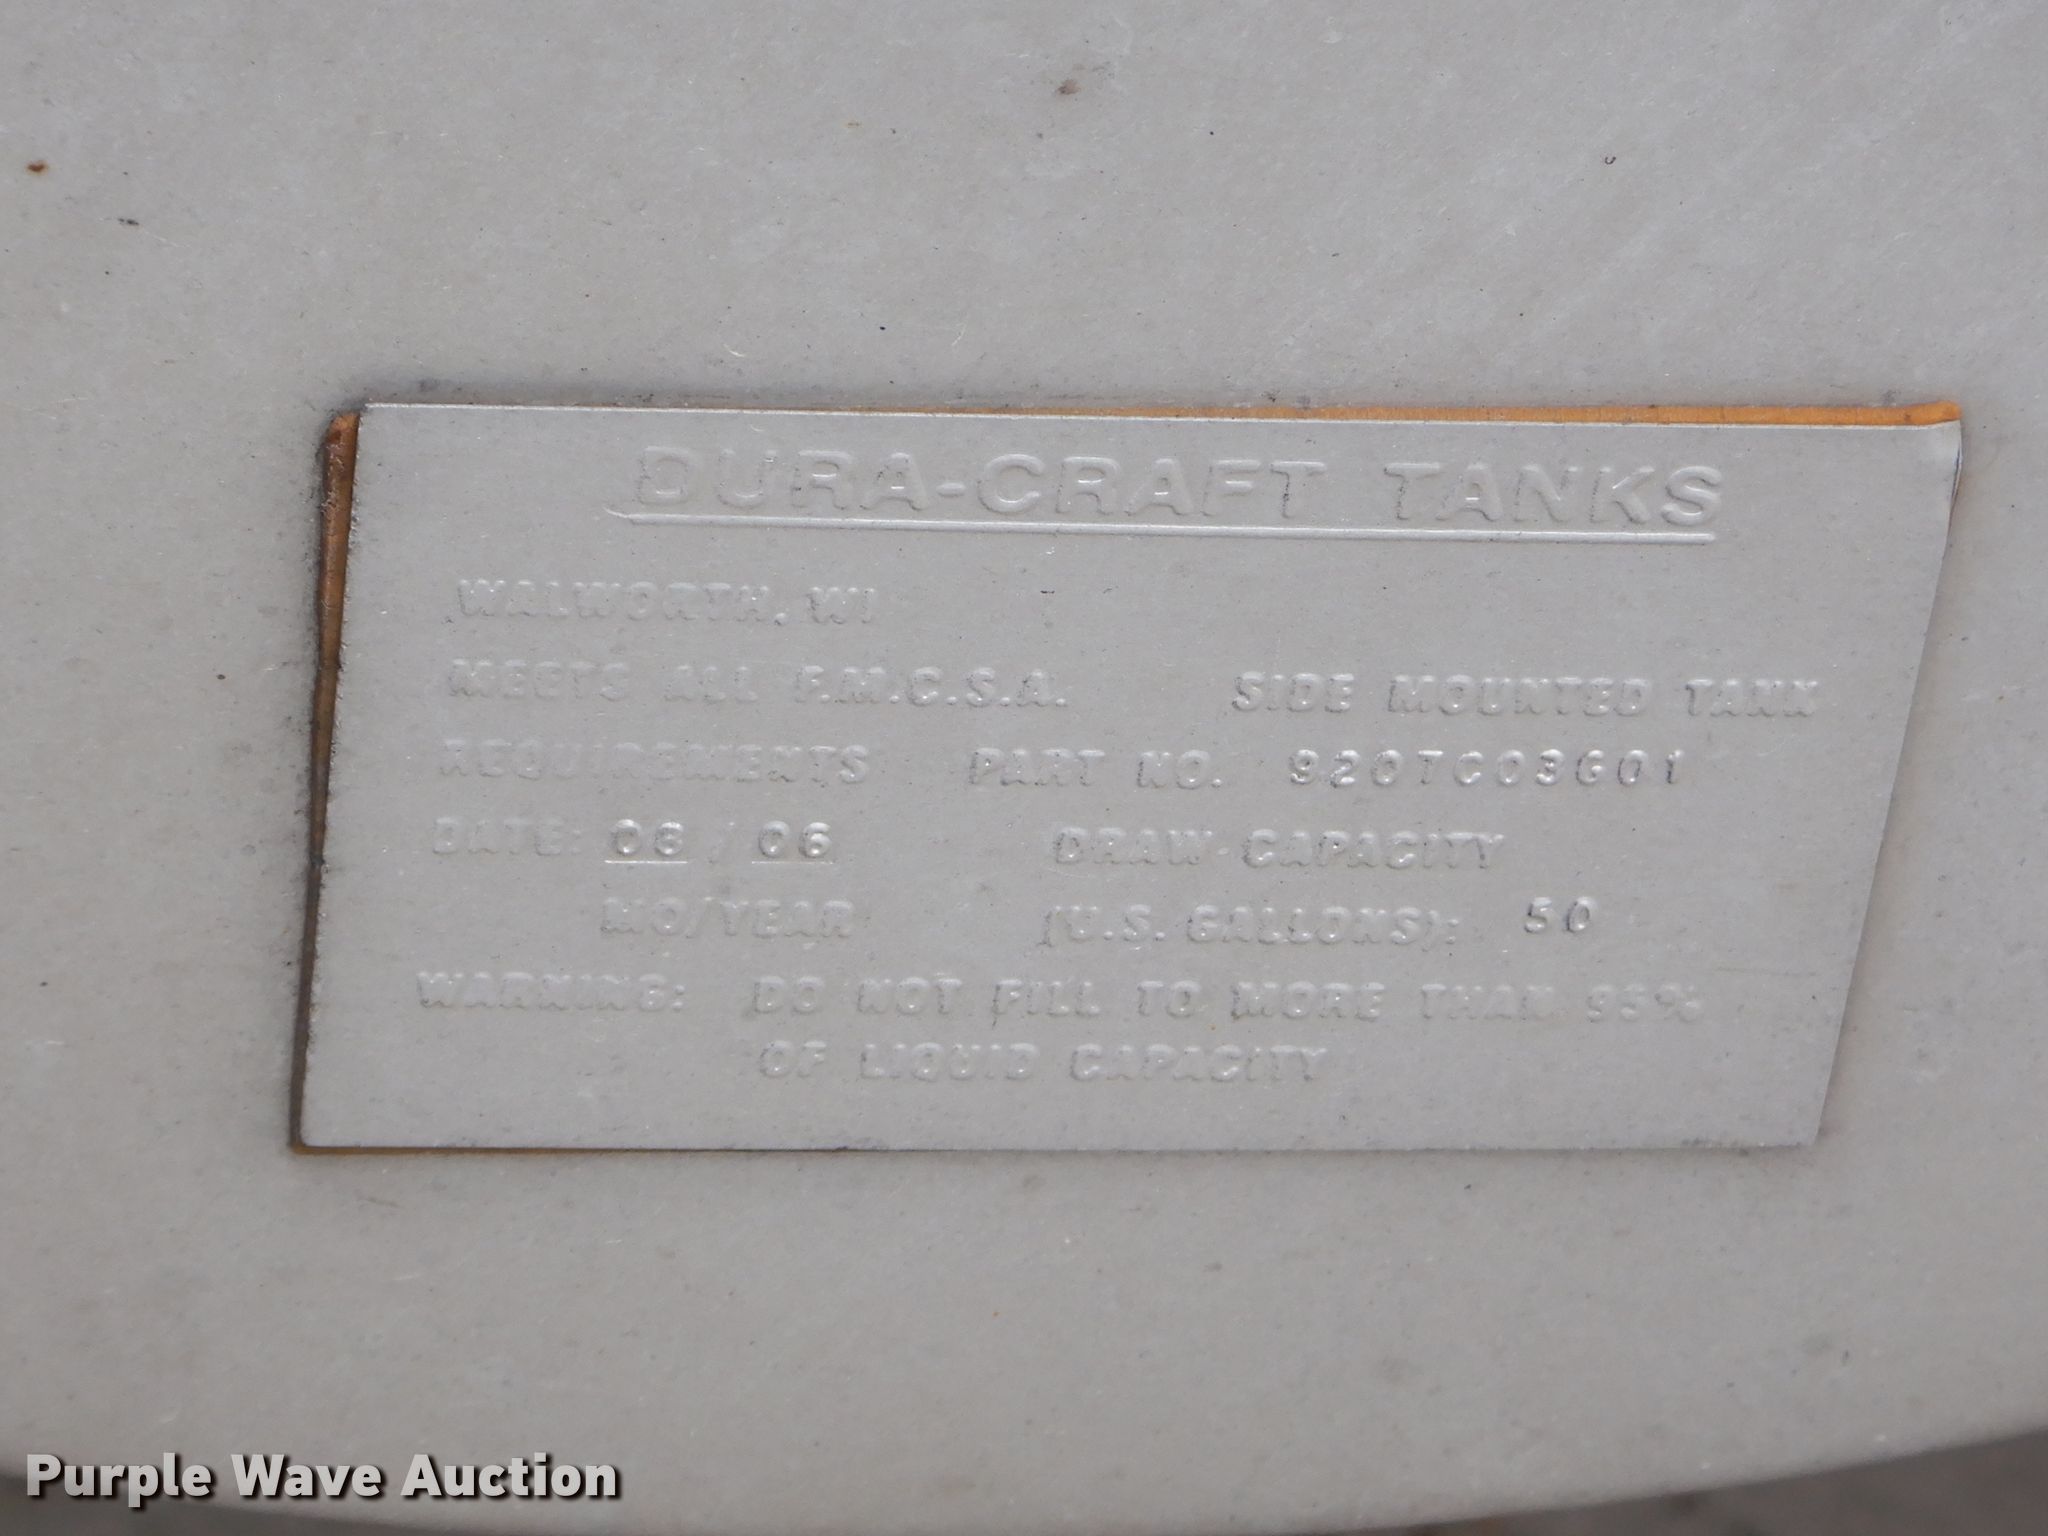 DURA-CRAFT TANKS
WALWORTH, WI
MEETS ALL F.M.C.S.A. SIDE MOUNTED TANK
REQUIREMENTS PART NO. 920TC03G01
DATE: 08 / 06 DRAW-CAPACITY
MO/YEAR (U.S. GALLONS): 50
WARNING: DO NOT FILL TO MORE THAN 95%
OF LIQUID CAPACITY
Purple Wave Auction